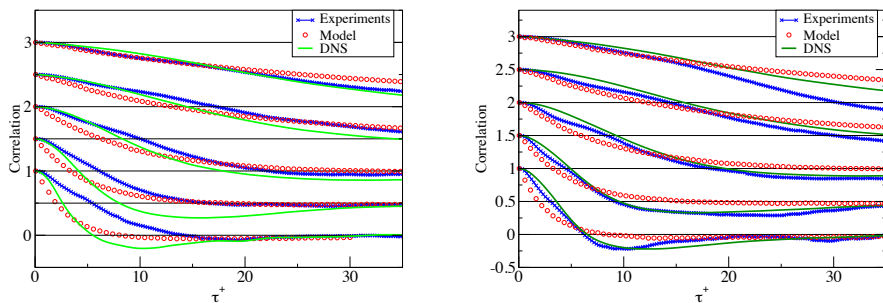 Experiments
Model
DNS
3
2
1
0
Correlation
0
10
20
30
τ+
Experiments
Model
DNS
3
2.5
2
1.5
1
0.5
0
-0.5
Correlation
0
10
20
30
τ+